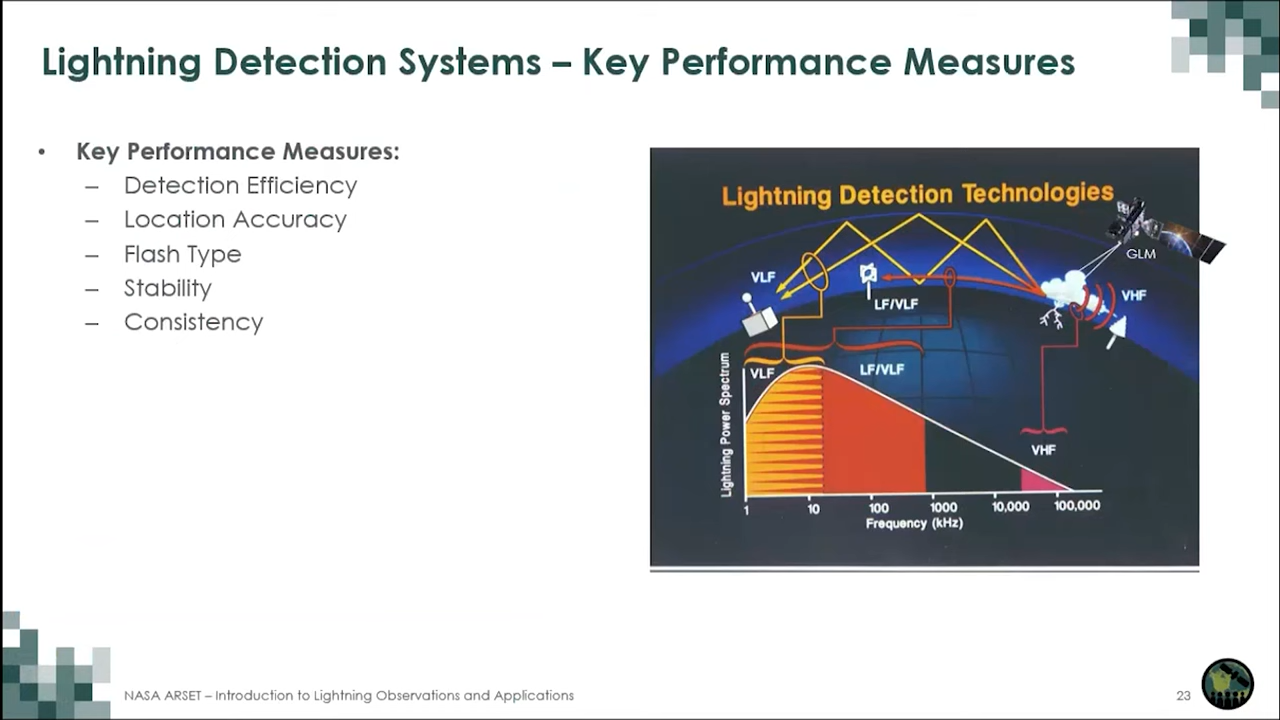 Lightning Detection Systems – Key Performance Measures
• Key Performance Measures:
– Detection Efficiency
– Location Accuracy
– Flash Type
– Stability
– Consistency
Lightning Detection Technologies
GLM
VLF
LF/VLF
VHF
VLF
LF/VLF
VHF
Lightning Power Spectrum
1 10 100 1000 10,000 100,000
Frequency (kHz)
NASA ARSET – Introduction to Lightning Observations and Applications
23